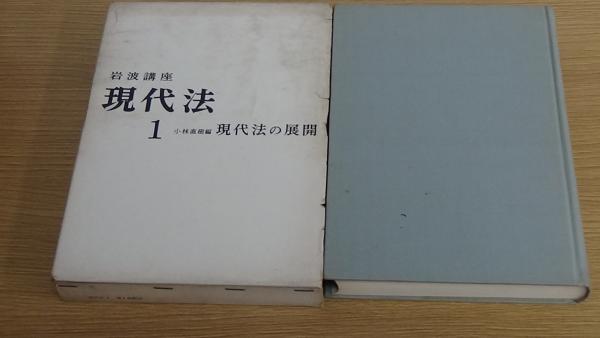 岩波講座
現代法
1 小林直樹編 現代法の展開